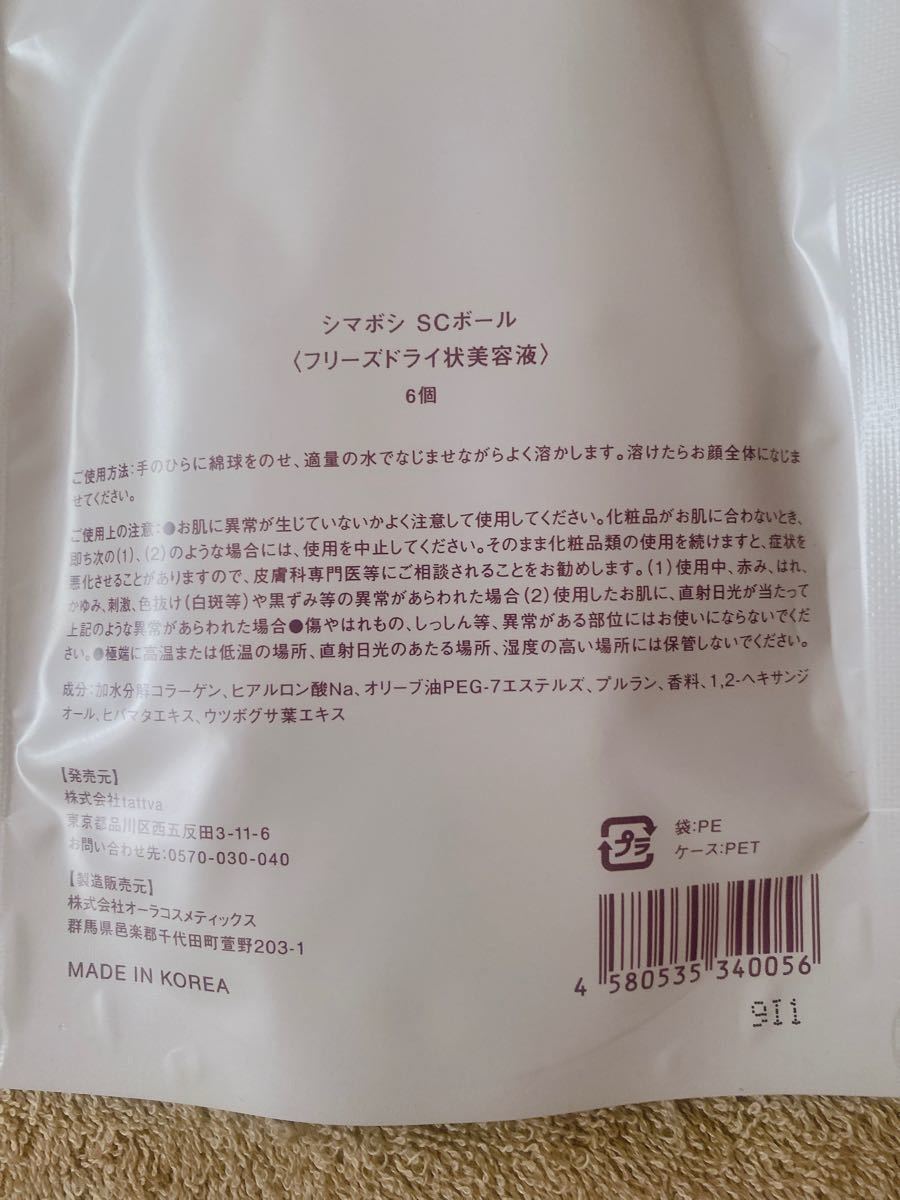 シマボシ SCボール
〈フリーズドライ状美容液〉
6個
ご使用方法:手のひらに綿球をのせ、適量の水でなじませながらよく溶かします。溶けたらお顔全体になじま
せてください。
ご使用上の注意:●お肌に異常が生じていないかよく注意して使用してください。化粧品がお肌に合わないとき、
即ち次の(1)、(2)のような場合には、使用を中止してください。そのまま化粧品類の使用を続けますと、症状を
悪化させることがありますので、皮膚科専門医等にご相談されることをお勧めします。(1)使用中、赤み、はれ、
かゆみ、刺激、色抜け(白斑等)や黒ずみ等の異常があらわれた場合(2)使用したお肌に、直射日光が当たって
上記のような異常があらわれた場合●傷やはれもの、しっしん等、異常がある部位にはお使いにならないでくだ
さい。●極端に高温または低温の場所、直射日光のあたる場所、湿度の高い場所には保管しないでください。
成分:加水分解コラーゲン、ヒアルロン酸Na、オリーブ油PEG-7エステルズ、プルラン、香料、1,2-ヘキサンジ
オール、ヒバマタエキス、ウツボグサ葉エキス
【発売元】
株式会社tattva
東京都品川区西五反田3-11-6
お問い合わせ先:0570-030-040
【製造販売元】
株式会社オーラコスメティックス
群馬県邑楽郡千代田町萱野203-1
MADE IN KOREA
プラ
袋:PE
ケース:PET
4 580535 340056
9I1